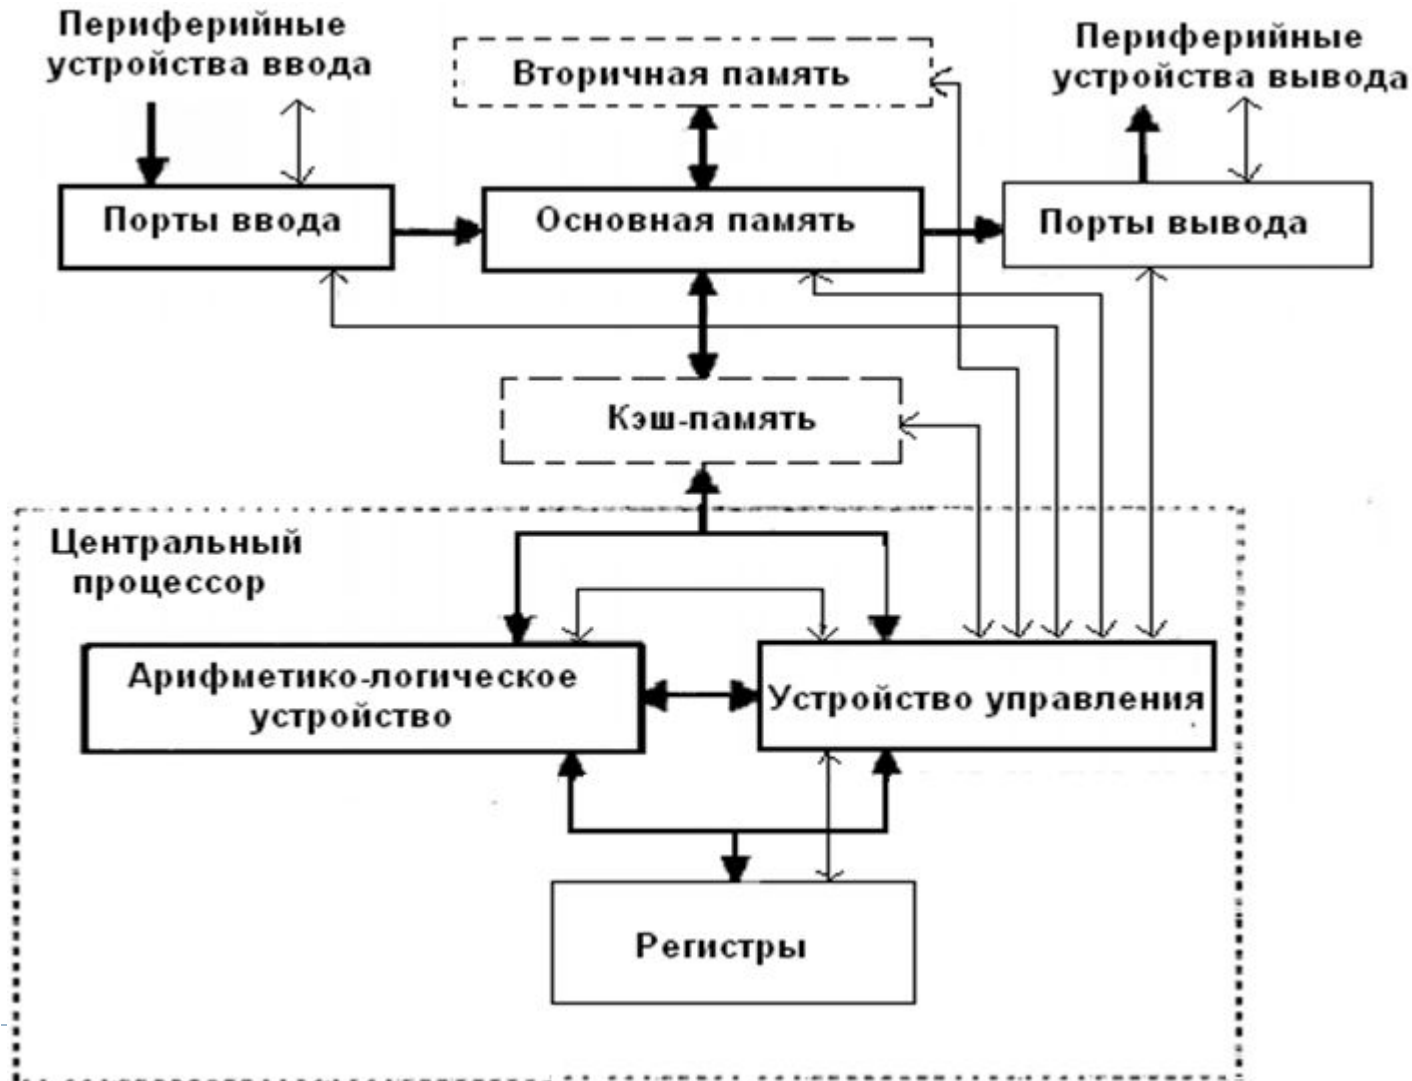 Периферийные
устройства ввода
Вторичная память
Периферийные
устройства вывода
Порты ввода
Основная память
Порты вывода
Кэш-память
Центральный
процессор
Арифметико-логическое
устройство
Устройство управления
Регистры